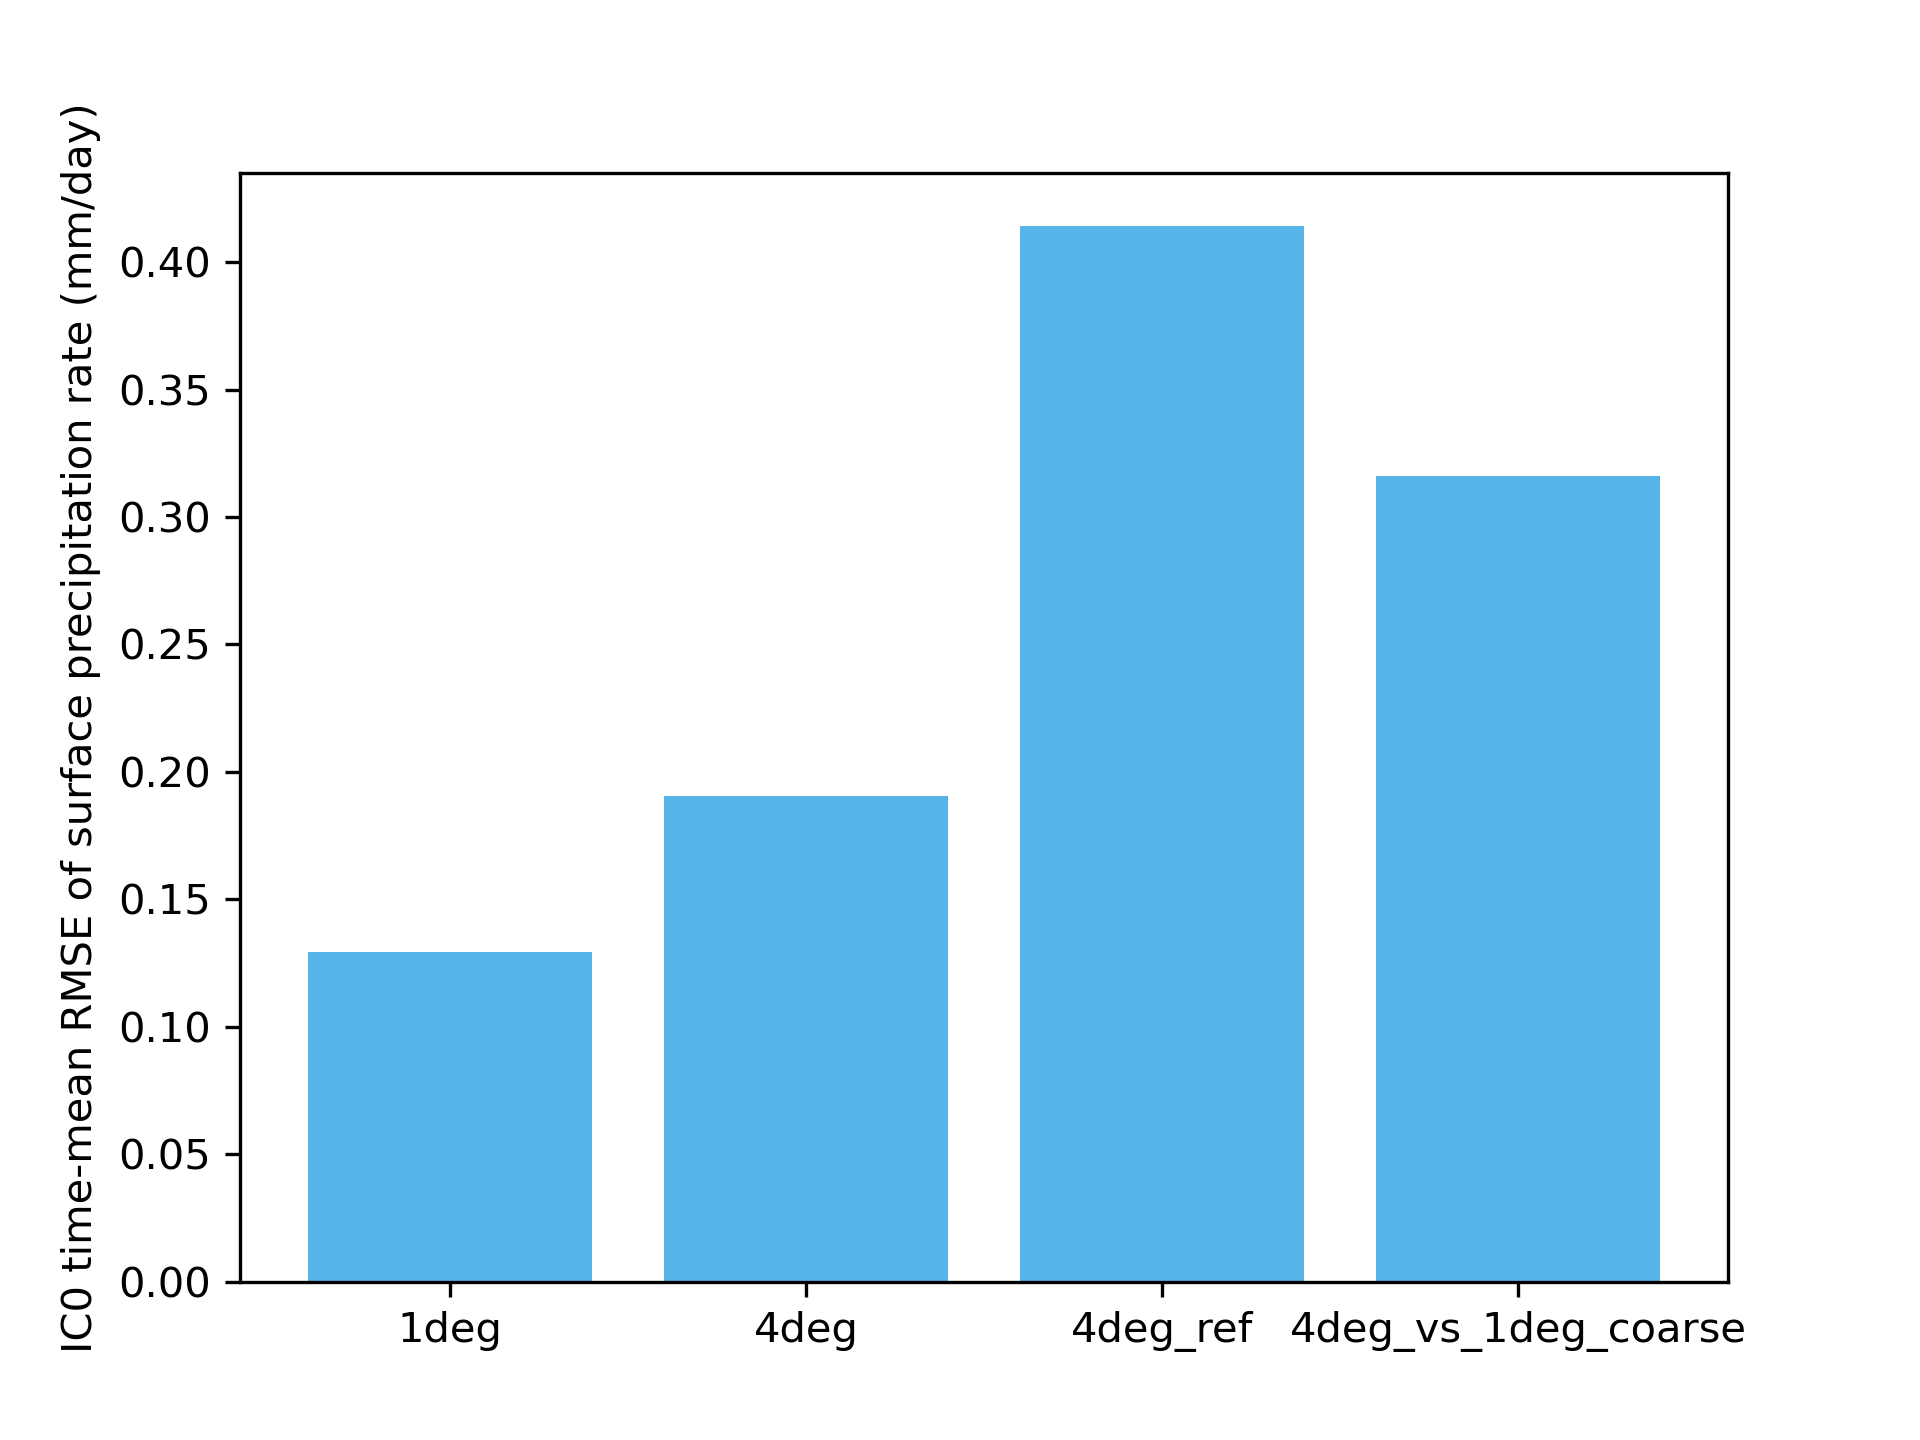 IC0 time-mean RMSE of surface precipitation rate (mm/day)
0.40
0.35
0.30
0.25
0.20
0.15
0.10
0.05
0.00
1deg
4deg
4deg_ref
4deg_vs_1deg_coarse